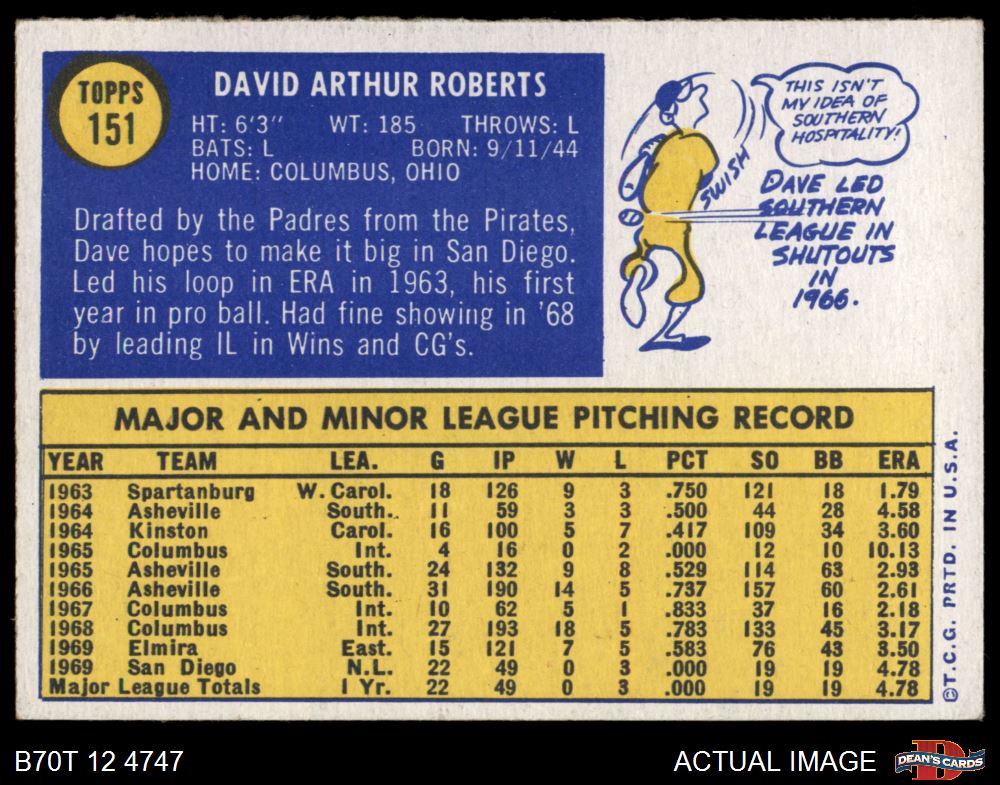 TOPPS
151
DAVID ARTHUR ROBERTS
HT: 6'3" WT: 185 THROWS: L
BATS: L BORN: 9/11/44
HOME: COLUMBUS, OHIO
Drafted by the Padres from the Pirates,
Dave hopes to make it big in San Diego.
Led his loop in ERA in 1963, his first
year in pro ball. Had fine showing in '68
by leading IL in Wins and CG's.
THIS ISN'T
MY IDEA OF
SOUTHERN
HOSPITALITY!
SWISH
DAVE LED
SOUTHERN
LEAGUE IN
SHUTOUTS
IN
1966.
MAJOR AND MINOR LEAGUE PITCHING RECORD
YEAR TEAM LEA. G IP W L PCT SO BB ERA
1963 Spartanburg W. Carol. 18 126 9 3 .750 121 18 1.79
1964 Asheville South. 11 59 3 3 .500 44 28 4.58
1964 Kinston Carol. 16 100 5 7 .417 109 34 3.60
1965 Columbus Int. 4 16 0 2 .000 12 10 10.13
1965 Asheville South. 24 132 9 8 .529 114 63 2.93
1966 Asheville South. 31 190 14 5 .737 157 60 2.61
1967 Columbus Int. 10 62 5 1 .833 37 16 2.18
1968 Columbus Int. 27 193 18 5 .783 133 45 3.17
1969 Elmira East. 15 121 7 5 .583 76 43 3.50
1969 San Diego N.L. 22 49 0 3 .000 19 19 4.78
Major League Totals 1 Yr. 22 49 0 3 .000 19 19 4.78
©T.C.G. PRTD. IN U.S.A.
B70T 12 4747
ACTUAL IMAGE
DEAN'S CARDS